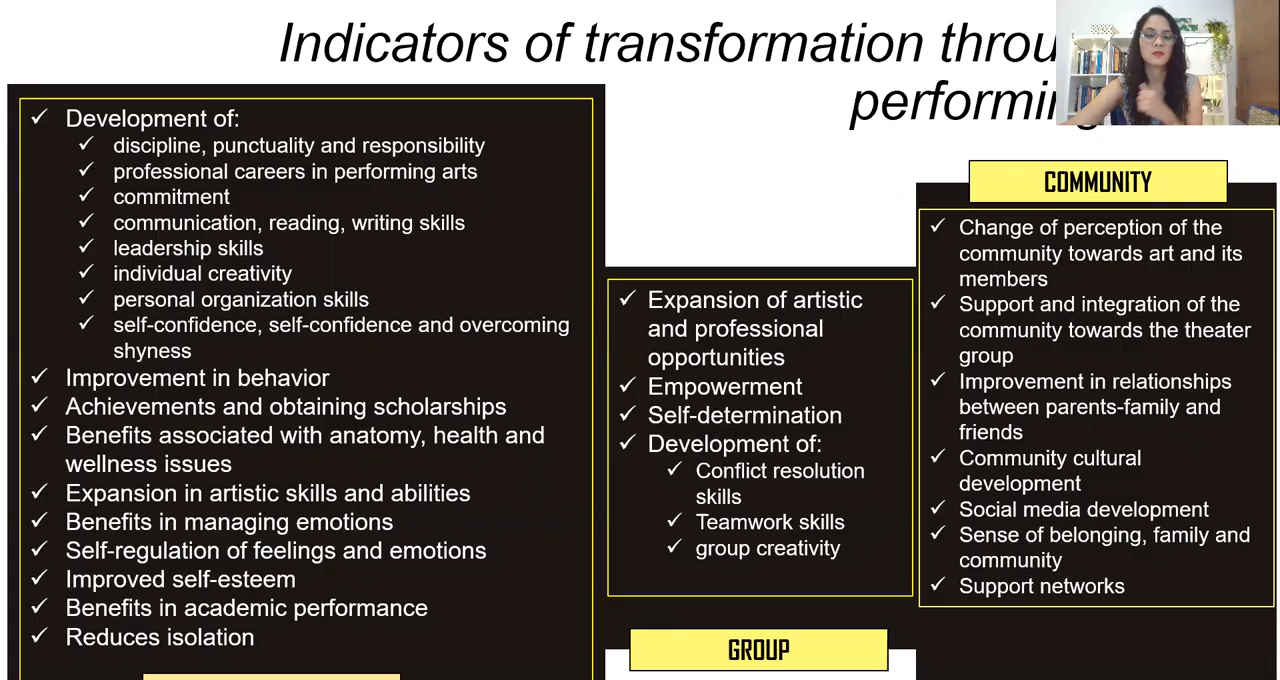 Indicators of transformation throu
performing
Development of:
discipline, punctuality and responsibility
professional careers in performing arts
commitment
communication, reading, writing skills
leadership skills
individual creativity
personal organization skills
self-confidence, self-confidence and overcoming
shyness
Improvement in behavior
Achievements and obtaining scholarships
Benefits associated with anatomy, health and
wellness issues
Expansion in artistic skills and abilities
Benefits in managing emotions
Self-regulation of feelings and emotions
Improved self-esteem
Benefits in academic performance
Reduces isolation
Expansion of artistic
and professional
opportunities
Empowerment
Self-determination
Development of:
Conflict resolution
skills
Teamwork skills
group creativity
GROUP
COMMUNITY
Change of perception of the
community towards art and its
members
Support and integration of the
community towards the theater
group
Improvement in relationships
between parents-family and
friends
Community cultural
development
Social media development
Sense of belonging, family and
community
Support networks